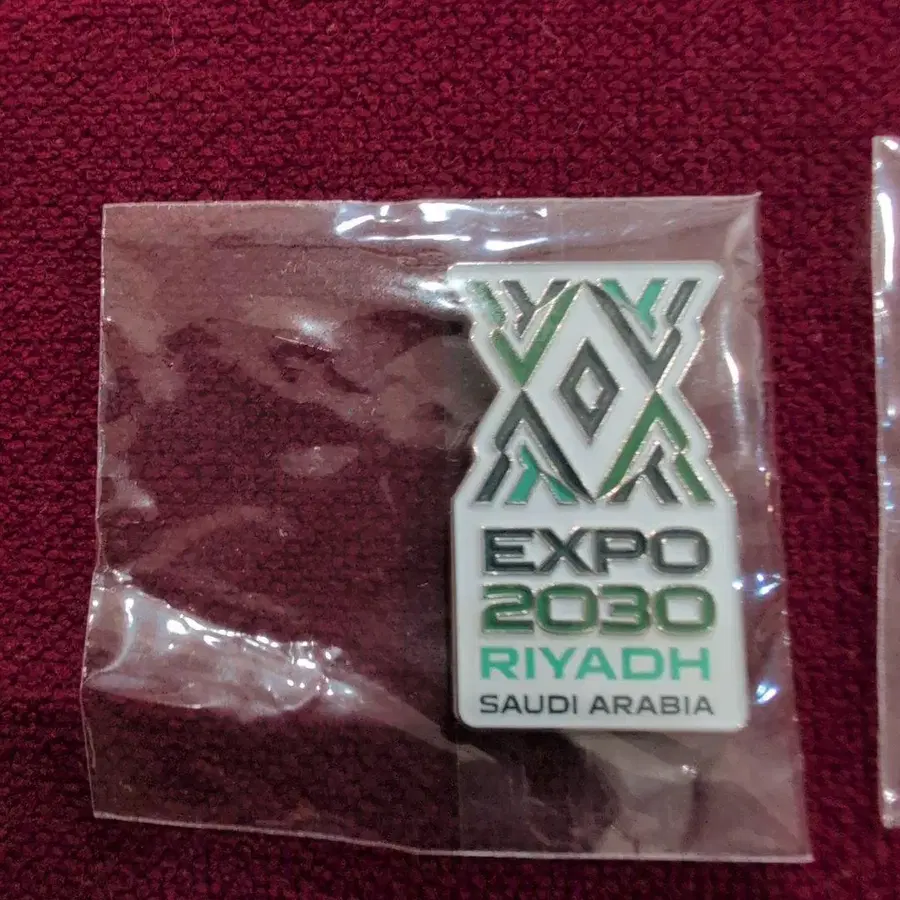 EXPO
2030
RIYADH
SAUDI ARABIA